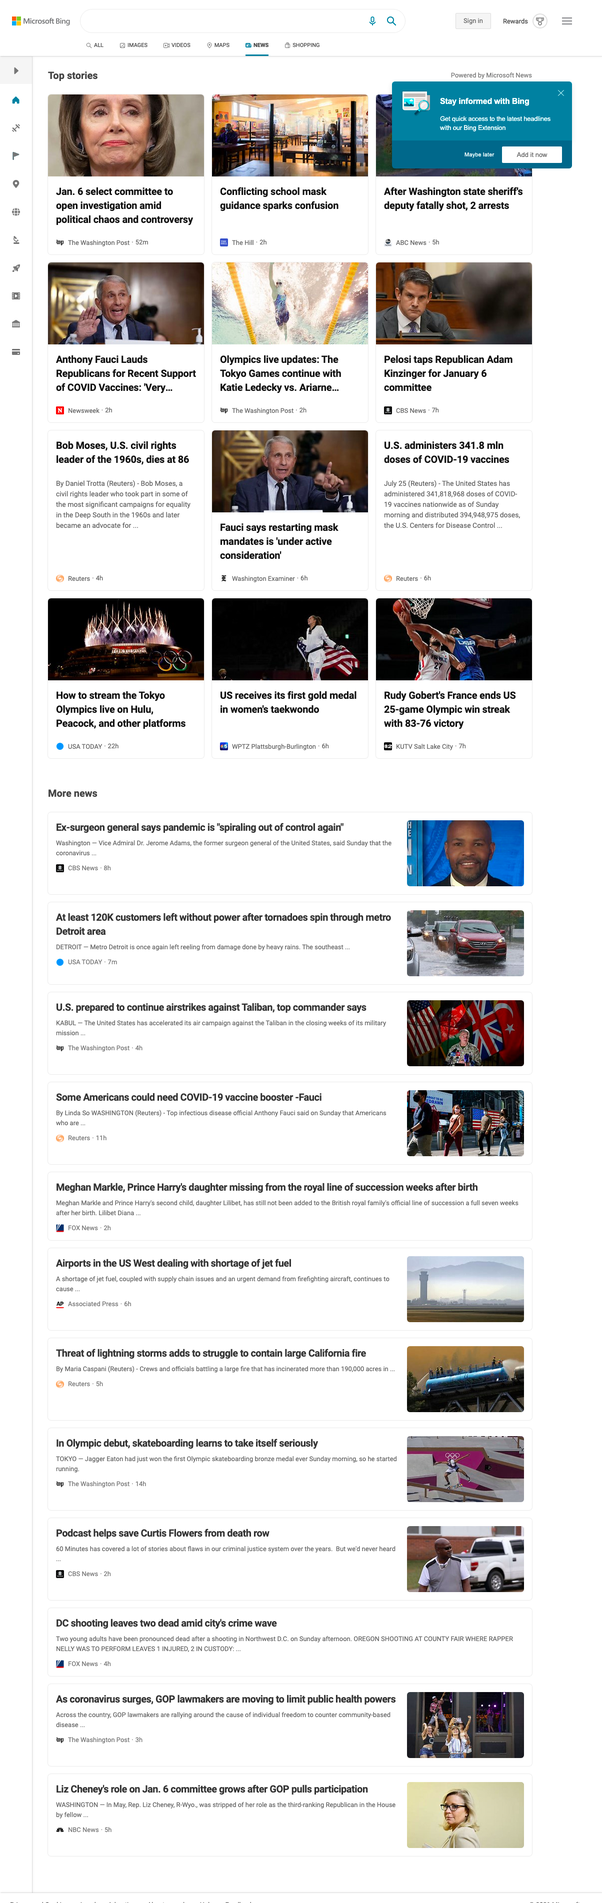 Microsoft Bing
Sign in
Rewards
ALL
IMAGES
VIDEOS
MAPS
NEWS
SHOPPING
Top stories
Powered by Microsoft News
Stay informed with Bing
Get quick access to the latest headlines
with our Bing Extension
Maybe later
Add it now
Jan. 6 select committee to
open investigation amid
political chaos and controversy
The Washington Post · 52m
Conflicting school mask
guidance sparks confusion
The Hill · 2h
After Washington state sheriff's
deputy fatally shot, 2 arrests
ABC News · 5h
Anthony Fauci Lauds
Republicans for Recent Support
of COVID Vaccines: 'Very...
Newsweek · 2h
Olympics live updates: The
Tokyo Games continue with
Katie Ledecky vs. Ariarne...
The Washington Post · 2h
Pelosi taps Republican Adam
Kinzinger for January 6
committee
CBS News · 7h
Bob Moses, U.S. civil rights
leader of the 1960s, dies at 86
By Daniel Trotta (Reuters) - Bob Moses, a
civil rights leader who took part in some of
the most significant campaigns for equality
in the Deep South in the 1960s and later
became an advocate for ...
Reuters · 4h
Fauci says restarting mask
mandates is 'under active
consideration'
Washington Examiner · 6h
U.S. administers 341.8 mln
doses of COVID-19 vaccines
July 25 (Reuters) - The United States has
administered 341,818,968 doses of COVID-
19 vaccines nationwide as of Sunday
morning and distributed 394,948,975 doses,
the U.S. Centers for Disease Control ...
Reuters · 6h
How to stream the Tokyo
Olympics live on Hulu,
Peacock, and other platforms
USA TODAY · 22h
US receives its first gold medal
in women's taekwondo
WPTZ Plattsburgh-Burlington · 6h
Rudy Gobert's France ends US
25-game Olympic win streak
with 83-76 victory
KUTV Salt Lake City · 7h
More news
Ex-surgeon general says pandemic is "spiraling out of control again"
Washington — Vice Admiral Dr. Jerome Adams, the former surgeon general of the United States, said Sunday that the
coronavirus ...
CBS News · 8h
At least 120K customers left without power after tornadoes spin through metro
Detroit area
DETROIT — Metro Detroit is once again left reeling from damage done by heavy rains. The southeast ...
USA TODAY · 7m
U.S. prepared to continue airstrikes against Taliban, top commander says
KABUL — The United States has accelerated its air campaign against the Taliban in the closing weeks of its military
mission ...
The Washington Post · 4h
Some Americans could need COVID-19 vaccine booster -Fauci
By Linda So WASHINGTON (Reuters) - Top infectious disease official Anthony Fauci said on Sunday that Americans
who are ...
Reuters · 11h
Meghan Markle, Prince Harry's daughter missing from the royal line of succession weeks after birth
Meghan Markle and Prince Harry's second child, daughter Lilibet, has still not been added to the British royal family's official line of succession a full seven weeks
after her birth. Lilibet Diana ...
FOX News · 2h
Airports in the US West dealing with shortage of jet fuel
A shortage of jet fuel, coupled with supply chain issues and an urgent demand from firefighting aircraft, continues to
cause ...
Associated Press · 6h
Threat of lightning storms adds to struggle to contain large California fire
By Maria Caspani (Reuters) - Crews and officials battling a large fire that has incinerated more than 190,000 acres in ...
Reuters · 5h
In Olympic debut, skateboarding learns to take itself seriously
TOKYO — Jagger Eaton had just won the first Olympic skateboarding bronze medal ever Sunday morning, so he started
running.
The Washington Post · 14h
Podcast helps save Curtis Flowers from death row
60 Minutes has covered a lot of stories about flaws in our criminal justice system over the years. But we'd never heard
...
CBS News · 2h
DC shooting leaves two dead amid city's crime wave
Two young adults have been pronounced dead after a shooting in Northwest D.C. on Sunday afternoon. OREGON SHOOTING AT COUNTY FAIR WHERE RAPPER
NELLY WAS TO PERFORM LEAVES 1 INJURED, 2 IN CUSTODY: ...
FOX News · 4h
As coronavirus surges, GOP lawmakers are moving to limit public health powers
Across the country, GOP lawmakers are rallying around the cause of individual freedom to counter community-based
disease ...
The Washington Post · 3h
Liz Cheney's role on Jan. 6 committee grows after GOP pulls participation
WASHINGTON — In May, Rep. Liz Cheney, R-Wyo., was stripped of her role as the third-ranking Republican in the House
by fellow ...
NBC News · 5h